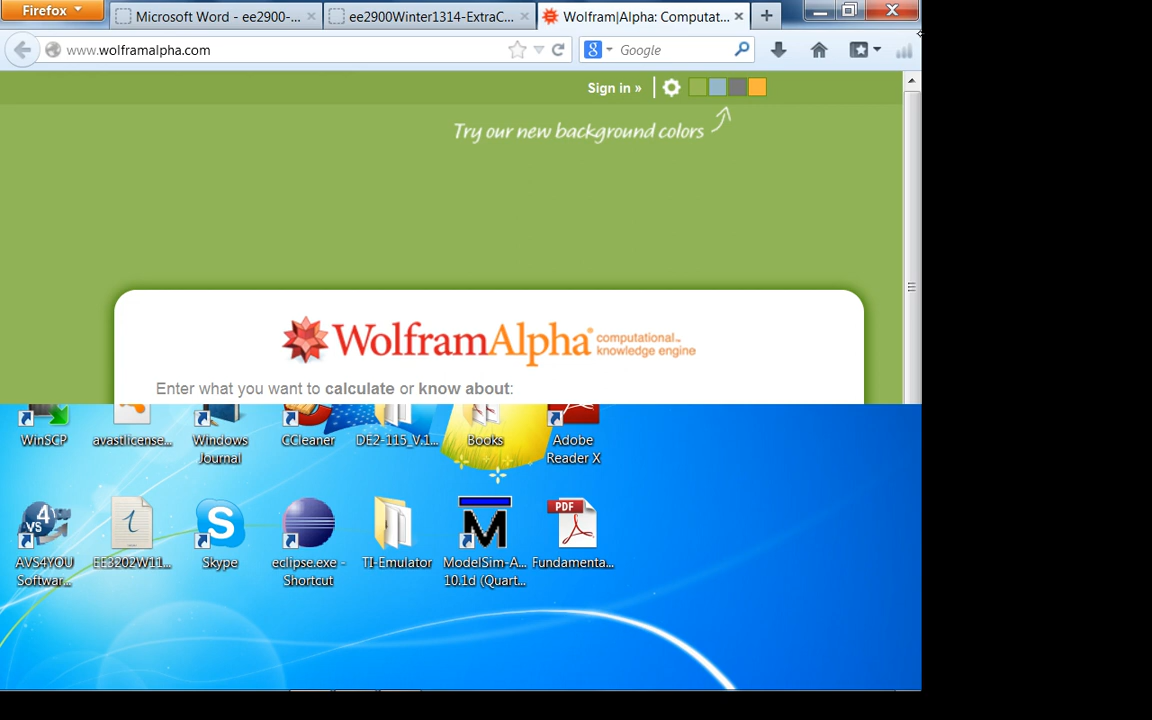 Firefox
Microsoft Word - ee2900-...
ee2900Winter1314-ExtraC...
Wolfram|Alpha: Computat...
www.wolframalpha.com
Google
Sign in »
Try our new background colors
WolframAlpha computational knowledge engine
Enter what you want to calculate or know about:
WinSCP
avastlicense...
Windows Journal
CCleaner
DE2-115_V.1...
Books
Adobe Reader X
AVS4YOU Softwar...
EE3202W11...
Skype
eclipse.exe - Shortcut
TI-Emulator
ModelSim-A... 10.1d (Quart...
PDF
Fundamenta...